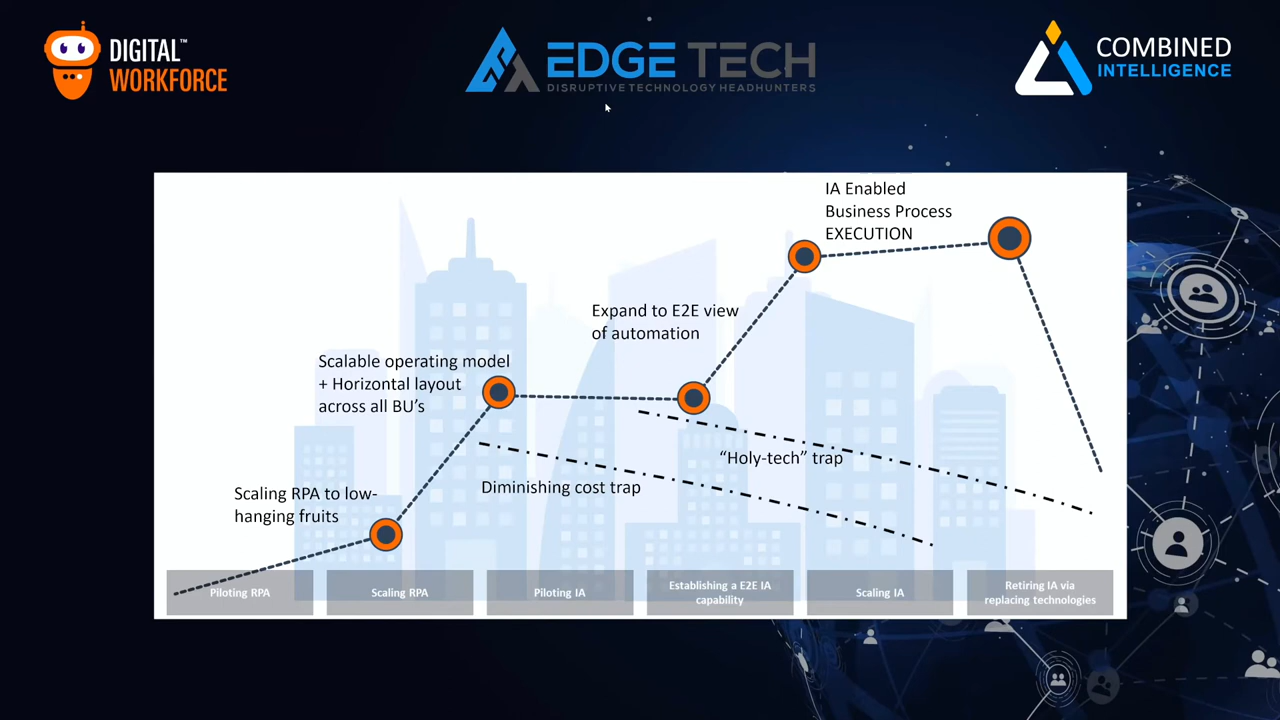 DIGITAL™
WORKFORCE
EDGE TECH
DISRUPTIVE TECHNOLOGY HEADHUNTERS
COMBINED
INTELLIGENCE
IA Enabled
Business Process
EXECUTION
Expand to E2E view
of automation
Scalable operating model
+ Horizontal layout
across all BU's
"Holy-tech" trap
Diminishing cost trap
Scaling RPA to low-
hanging fruits
Piloting RPA
Scaling RPA
Piloting IA
Establishing a E2E IA
capability
Scaling IA
Retiring IA via
replacing technologies